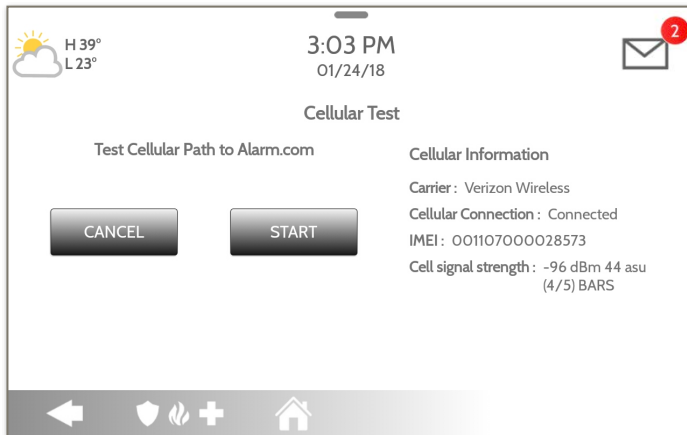 H 39°
L 23°
3:03 PM
01/24/18
2
Cellular Test
Test Cellular Path to Alarm.com
CANCEL
START
Cellular Information
Carrier : Verizon Wireless
Cellular Connection : Connected
IMEI : 001107000028573
Cell signal strength : -96 dBm 44 asu
(4/5) BARS